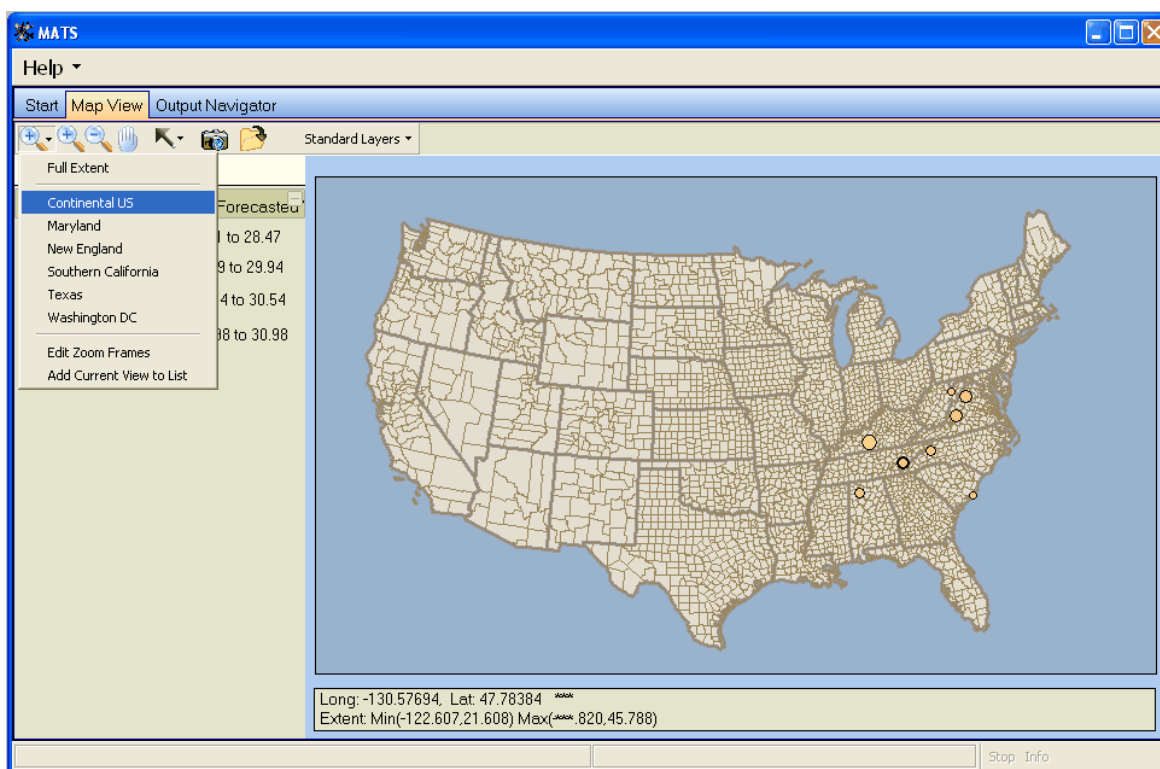 MATS
Help
Start Map View Output Navigator
Standard Layers
Full Extent
Continental US
Maryland
New England
Southern California
Texas
Washington DC
Edit Zoom Frames
Add Current View to List
Forecasted
to 28.47
9 to 29.94
4 to 30.54
98 to 30.98
Long: -130.57694, Lat: 47.78384 ***
Extent: Min(-122.607,21.608) Max(-***.820,45.788)
Stop Info